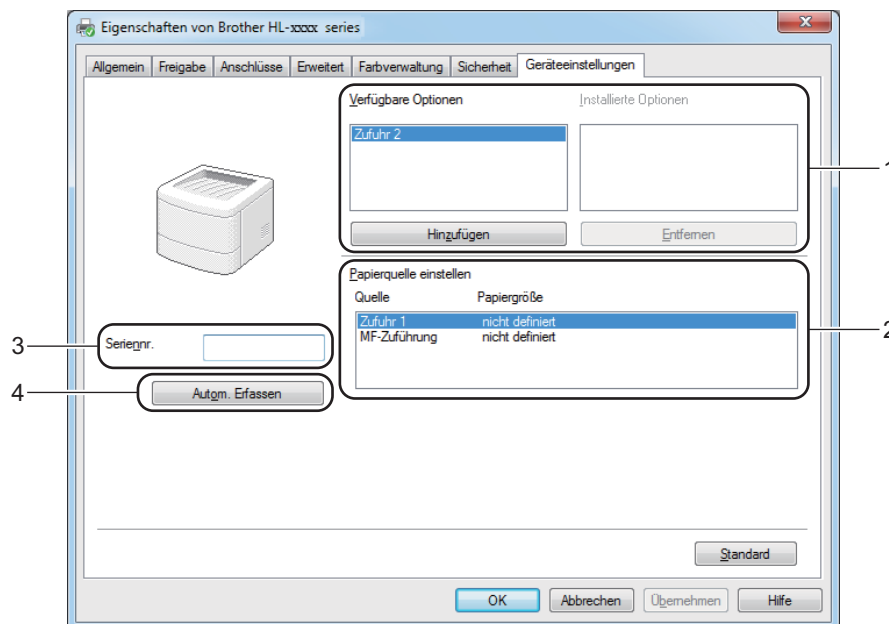 Eigenschaften von Brother HL-xxxx series
Allgemein Freigabe Anschlüsse Erweitert Farbverwaltung Sicherheit Geräteeinstellungen
Verfügbare Optionen Installierte Optionen
Zufuhr 2
1
Hinzufügen Entfernen
Papierquelle einstellen
Quelle Papiergröße
Zufuhr 1 nicht definiert
MF-Zuführung nicht definiert
2
3 Seriennr.
4 Autom. Erfassen
Standard
OK Abbrechen Übernehmen Hilfe